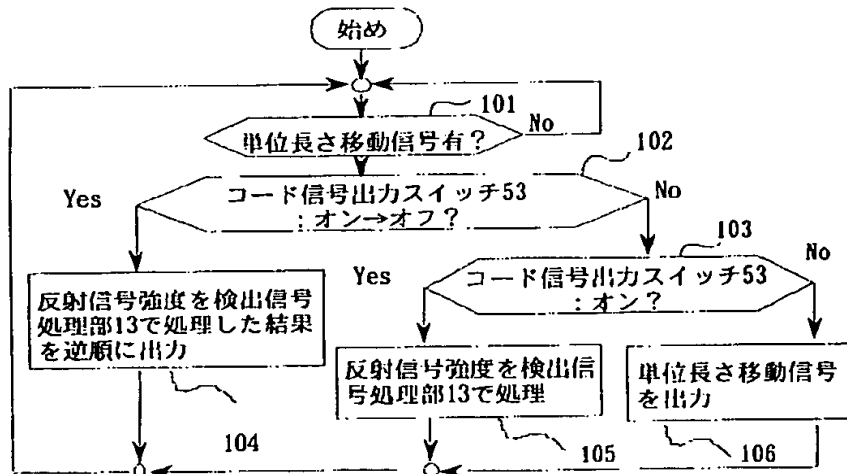 始め
101
単位長さ移動信号有？
No
102
Yes
コード信号出力スイッチ53
：オン→オフ？
No
103
Yes
コード信号出力スイッチ53
：オン？
No
反射信号強度を検出信号
処理部13で処理した結果
を逆順に出力
反射信号強度を検出信
号処理部13で処理
単位長さ移動信号
を出力
104
105
106